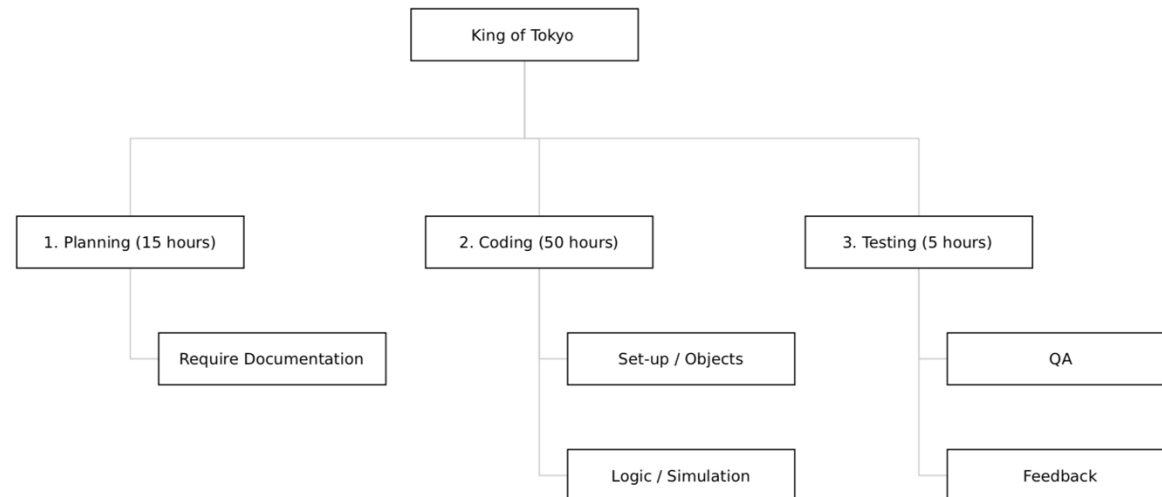 King of Tokyo
1. Planning (15 hours)
2. Coding (50 hours)
3. Testing (5 hours)
Require Documentation
Set-up / Objects
QA
Logic / Simulation
Feedback